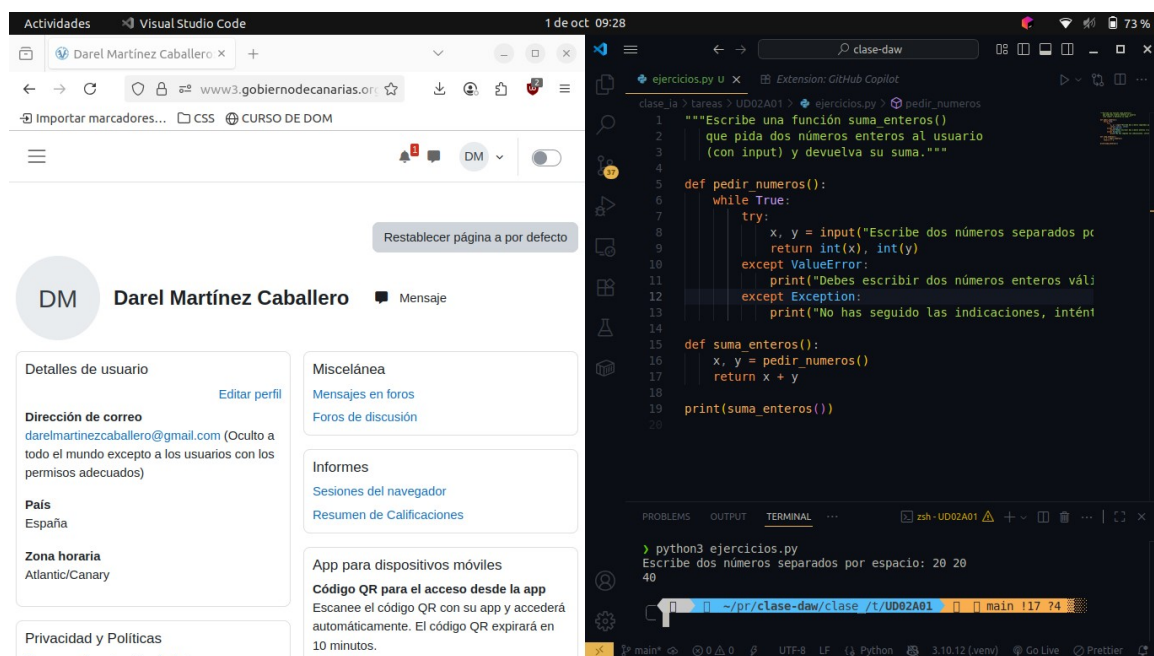 Actividades Visual Studio Code 1 de oct 09:28 73 %
Darel Martínez Caballero
www3.gobiernodecanarias.or
Importar marcadores... CSS CURSO DE DOM
1 DM
Restablecer página a por defecto
DM Darel Martínez Caballero Mensaje
Detalles de usuario
Editar perfil
Dirección de correo
darelmartinezcaballero@gmail.com (Oculto a
todo el mundo excepto a los usuarios con los
permisos adecuados)
País
España
Zona horaria
Atlantic/Canary
Privacidad y Políticas
Miscelánea
Mensajes en foros
Foros de discusión
Informes
Sesiones del navegador
Resumen de Calificaciones
App para dispositivos móviles
Código QR para el acceso desde la app
Escanee el código QR con su app y accederá
automáticamente. El código QR expirará en
10 minutos.
clase-daw
ejercicios.py U Extension: GitHub Copilot
clase_ia > tareas > UD02A01 > ejercicios.py > pedir_numeros
37
1 """Escribe una función suma_enteros()
2 que pida dos números enteros al usuario
3 (con input) y devuelva su suma."""
4
5 def pedir_numeros():
6 while True:
7 try:
8 x, y = input("Escribe dos números separados po
9 return int(x), int(y)
10 except ValueError:
11 print("Debes escribir dos números enteros váli
12 except Exception:
13 print("No has seguido las indicaciones, intént
14
15 def suma_enteros():
16 x, y = pedir_numeros()
17 return x + y
18
19 print(suma_enteros())
20
PROBLEMS OUTPUT TERMINAL ... zsh - UD02A01
> python3 ejercicios.py
Escribe dos números separados por espacio: 20 20
40
~/pr/clase-daw/clase_/t/UD02A01 main !17 ?4
main* 0 0 UTF-8 LF Python 3.10.12 (.venv) Go Live Prettier